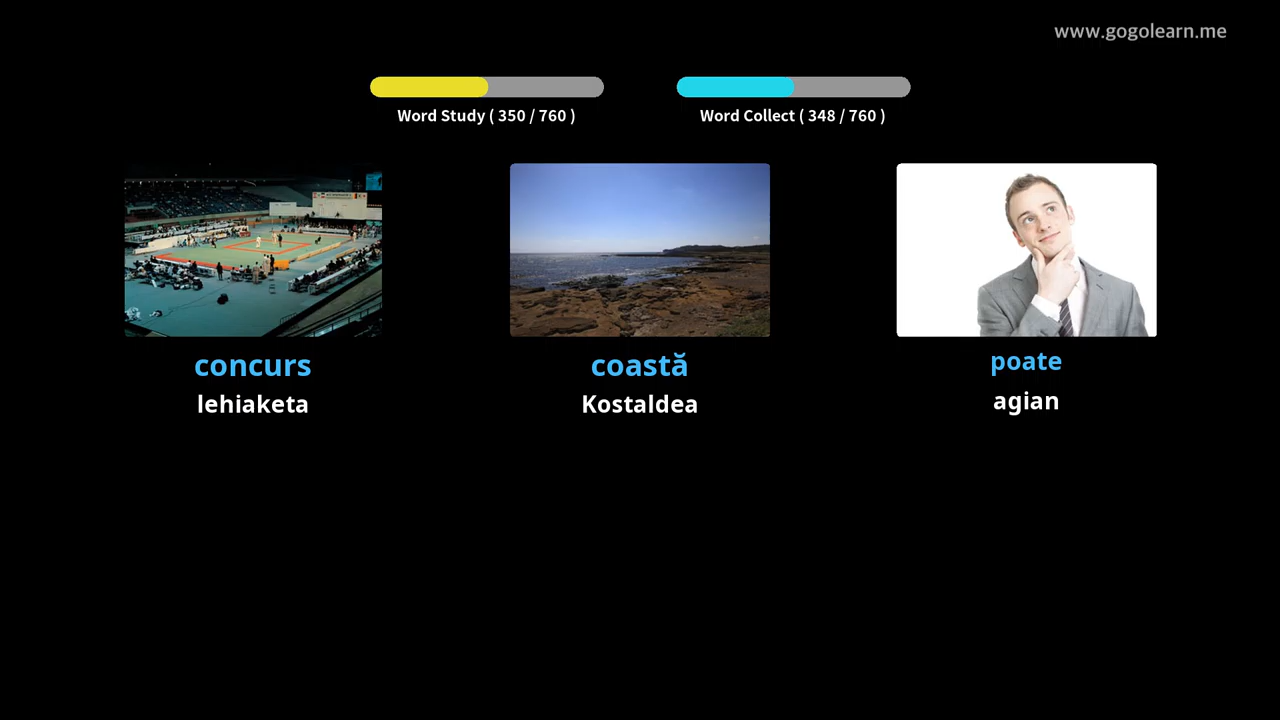 www.gogolearn.me
Word Study ( 350 / 760 )
Word Collect ( 348 / 760 )
concurs
coastă
poate
lehiaketa
Kostaldea
agian